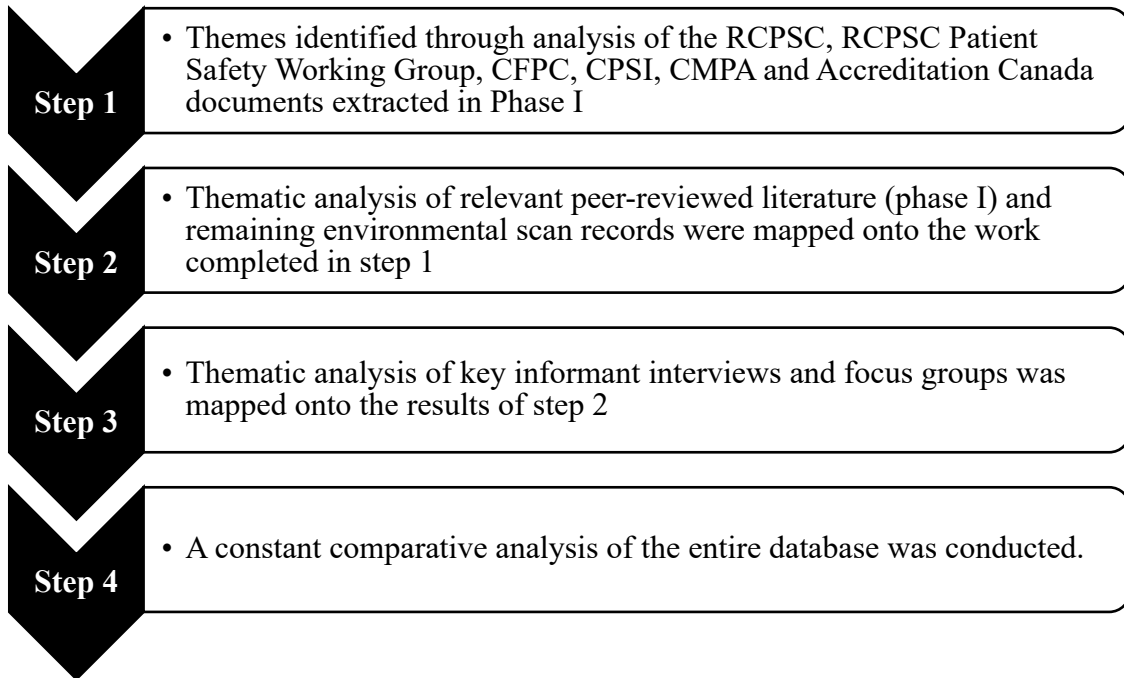 Step 1
• Themes identified through analysis of the RCPSC, RCPSC Patient
Safety Working Group, CFPC, CPSI, CMPA and Accreditation Canada
documents extracted in Phase I
Step 2
• Thematic analysis of relevant peer-reviewed literature (phase I) and
remaining environmental scan records were mapped onto the work
completed in step 1
Step 3
• Thematic analysis of key informant interviews and focus groups was
mapped onto the results of step 2
Step 4
• A constant comparative analysis of the entire database was conducted.